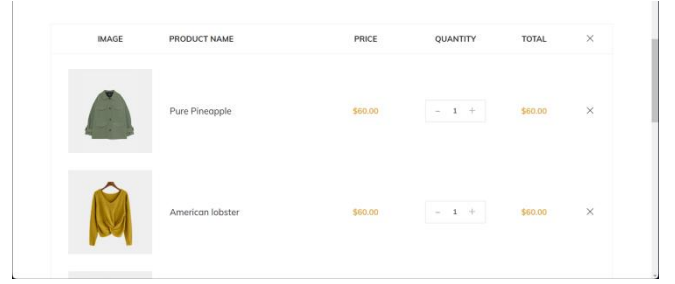 IMAGE PRODUCT NAME PRICE QUANTITY TOTAL ×
Pure Pineapple $60.00 - 1 + $60.00 ×
American lobster $60.00 - 1 + $60.00 ×